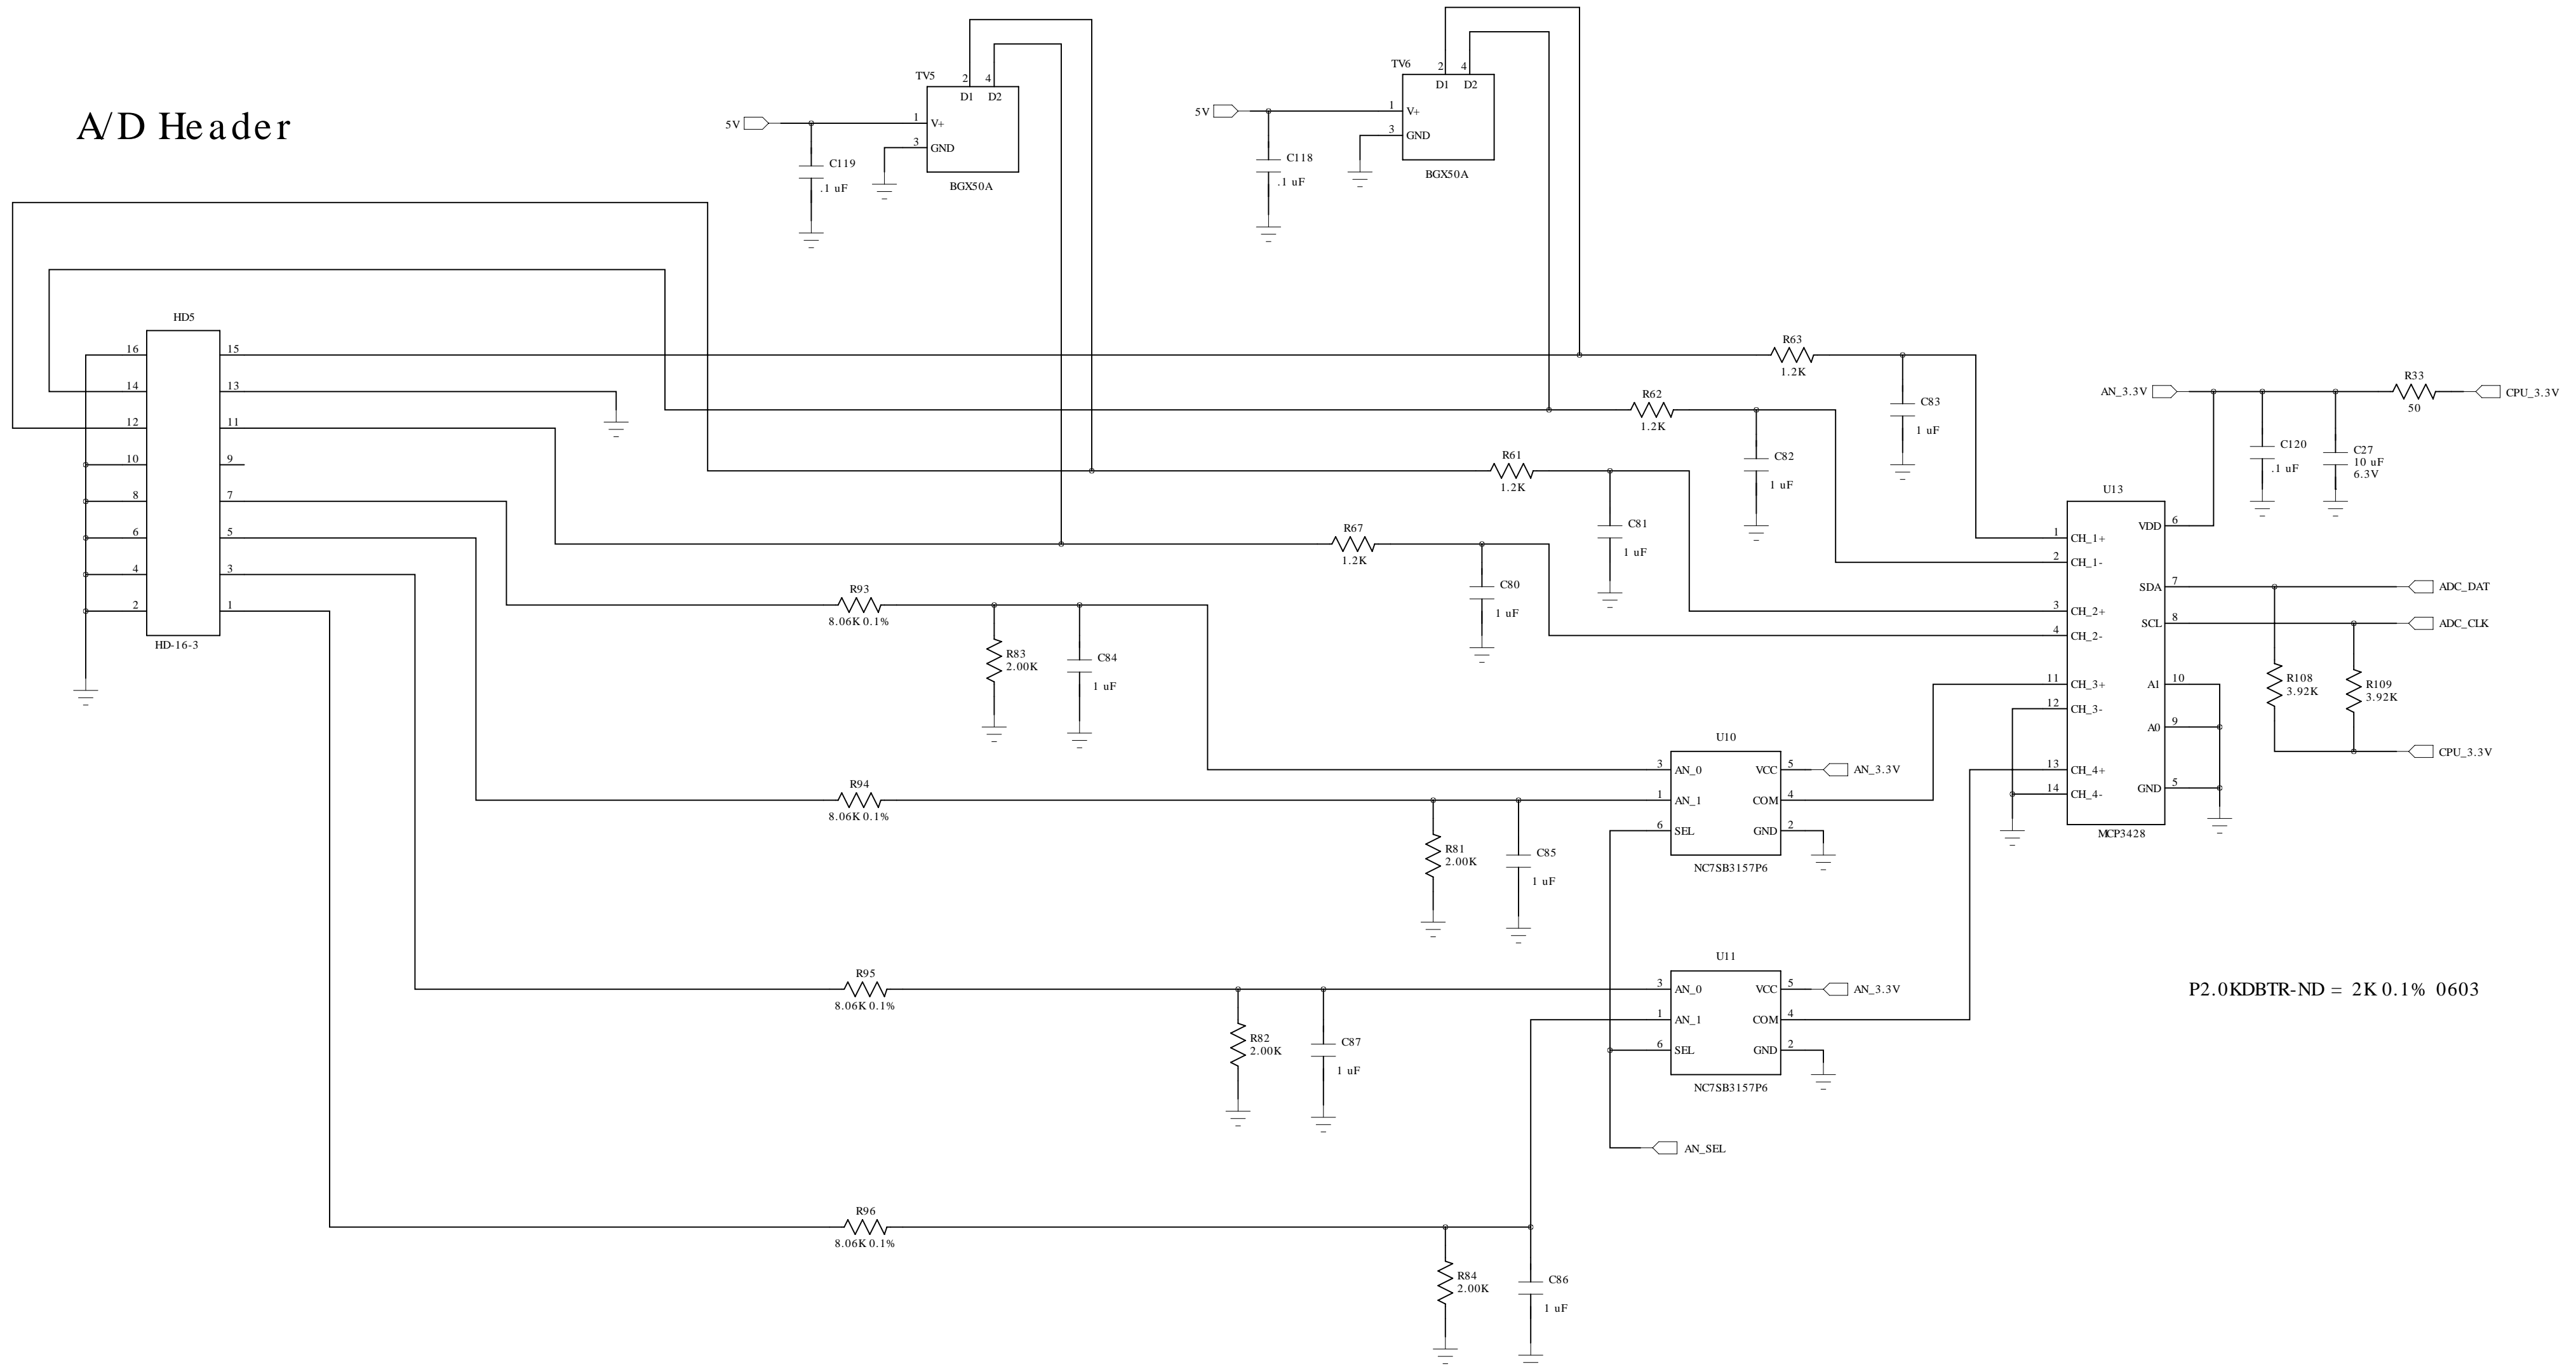 A/D Header
TV5
2
4
D1
D2
5V
1
V+
3
GND
C119
.1 uF
BGX50A
TV6
2
4
D1
D2
5V
1
V+
3
GND
C118
.1 uF
BGX50A
HD5
16
15
14
13
12
11
10
9
8
7
6
5
4
3
2
1
HD-16-3
R63
1.2K
C83
1 uF
R62
1.2K
C82
1 uF
R61
1.2K
C81
1 uF
R67
1.2K
C80
1 uF
R93
8.06K 0.1%
R83
2.00K
C84
1 uF
R94
8.06K 0.1%
R81
2.00K
C85
1 uF
R95
8.06K 0.1%
R82
2.00K
C87
1 uF
R96
8.06K 0.1%
R84
2.00K
C86
1 uF
U10
3
AN_0
VCC
5
AN_3.3V
1
AN_1
COM
4
6
SEL
GND
2
NC7SB3157P6
U11
3
AN_0
VCC
5
AN_3.3V
1
AN_1
COM
4
6
SEL
GND
2
NC7SB3157P6
AN_SEL
AN_3.3V
R33
50
CPU_3.3V
C120
.1 uF
C27
10 uF
6.3V
U13
VDD
6
1
CH_1+
2
CH_1-
SDA
7
ADC_DAT
3
CH_2+
SCL
8
ADC_CLK
4
CH_2-
11
CH_3+
A1
10
12
CH_3-
A0
9
13
CH_4+
14
CH_4-
GND
5
MCP3428
R108
3.92K
R109
3.92K
CPU_3.3V
P2.0KDBTR-ND = 2K 0.1% 0603